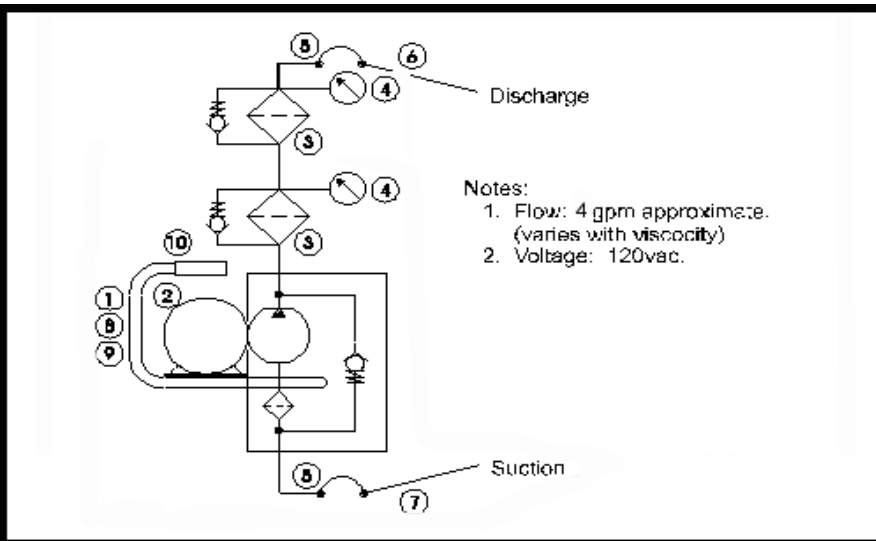 5
6
4
Discharge
3
4
Notes:
1. Flow: 4 gpm approximate.
(varies with viscocity)
2. Voltage: 120vac.
3
10
1
2
8
9
5
Suction
7